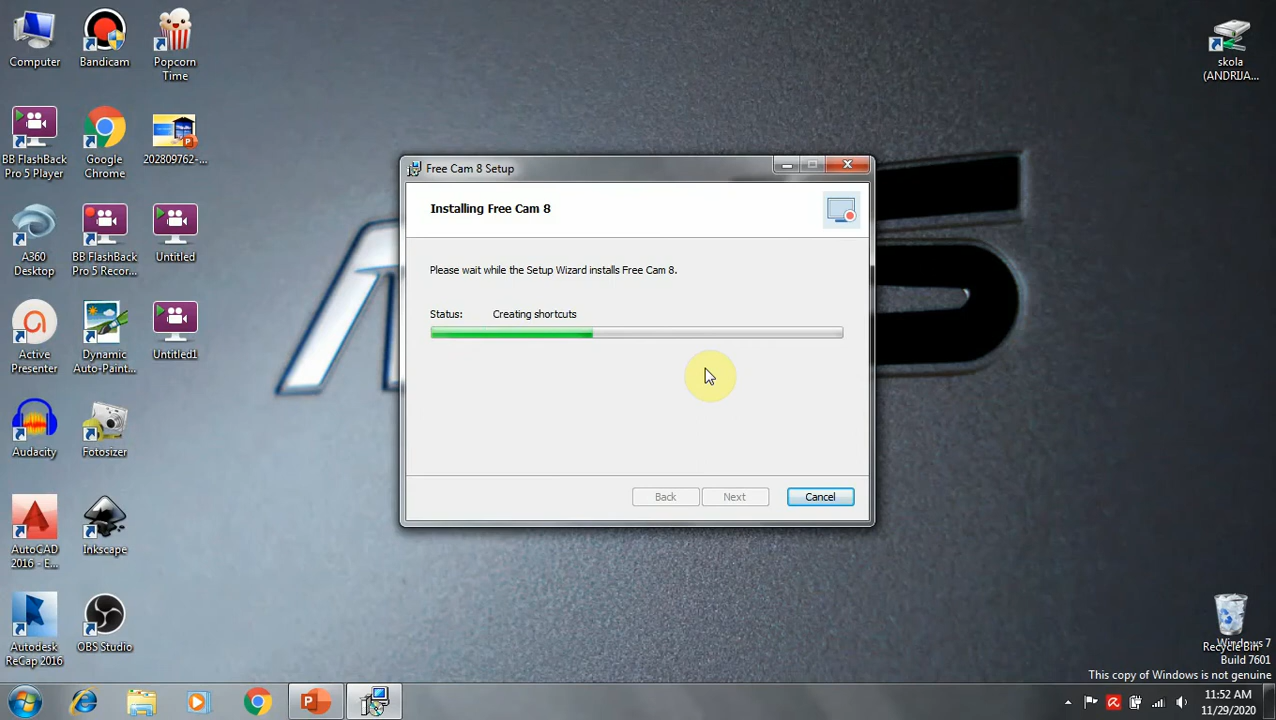 Computer
Bandicam
Popcorn
Time
skola
(ANDRIJA...
BB FlashBack
Pro 5 Player
Google
Chrome
202809762-...
A360
Desktop
BB FlashBack
Pro 5 Recor...
Untitled
Active
Presenter
Dynamic
Auto-Paint...
Untitled1
Audacity
Fotosizer
AutoCAD
2016 - E...
Inkscape
Autodesk
ReCap 2016
OBS Studio
Free Cam 8 Setup
Installing Free Cam 8
Please wait while the Setup Wizard installs Free Cam 8.
Status: Creating shortcuts
Back
Next
Cancel
Recycle Bin
Windows 7
Build 7601
This copy of Windows is not genuine
11:52 AM
11/29/2020